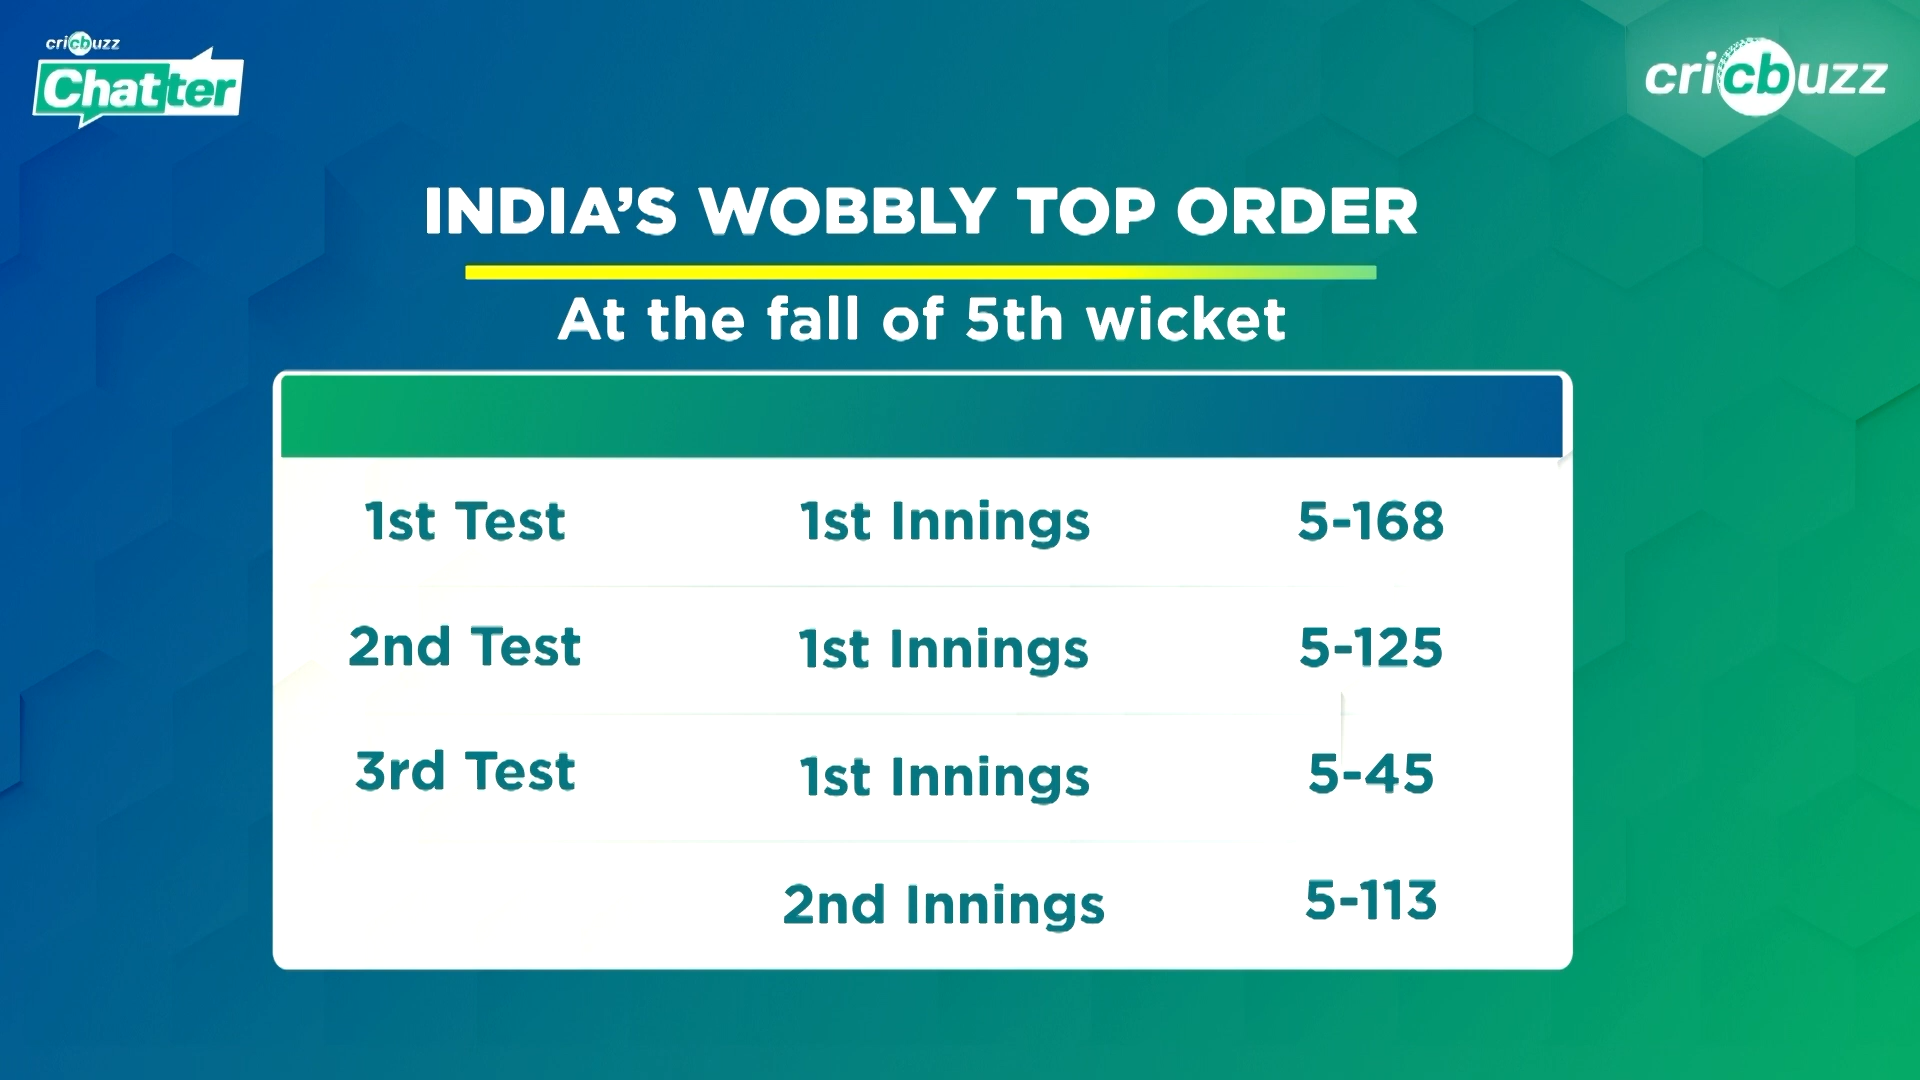 cricbuzz
Chatter
cricbuzz
INDIA'S WOBBLY TOP ORDER
At the fall of 5th wicket
1st Test 1st Innings 5-168
2nd Test 1st Innings 5-125
3rd Test 1st Innings 5-45
2nd Innings 5-113